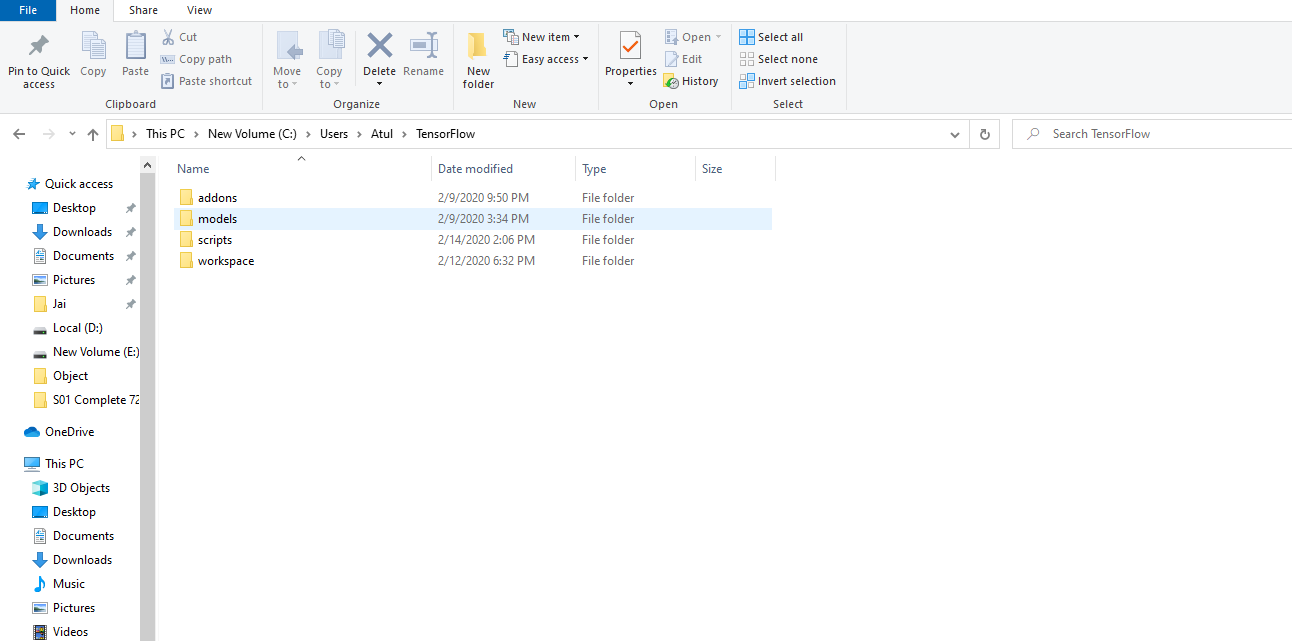 File Home Share View
Pin to Quick access
Copy
Paste
Cut
Copy path
Paste shortcut
Clipboard
Move to
Copy to
Delete
Rename
Organize
New folder
New item
Easy access
New
Properties
Open
Edit
History
Open
Select all
Select none
Invert selection
Select
This PC New Volume (C:) Users Atul TensorFlow
Search TensorFlow
Name Date modified Type Size
addons 2/9/2020 9:50 PM File folder
models 2/9/2020 3:34 PM File folder
scripts 2/14/2020 2:06 PM File folder
workspace 2/12/2020 6:32 PM File folder
Quick access
Desktop
Downloads
Documents
Pictures
Jai
Local (D:)
New Volume (E:)
Object
S01 Complete 72
OneDrive
This PC
3D Objects
Desktop
Documents
Downloads
Music
Pictures
Videos